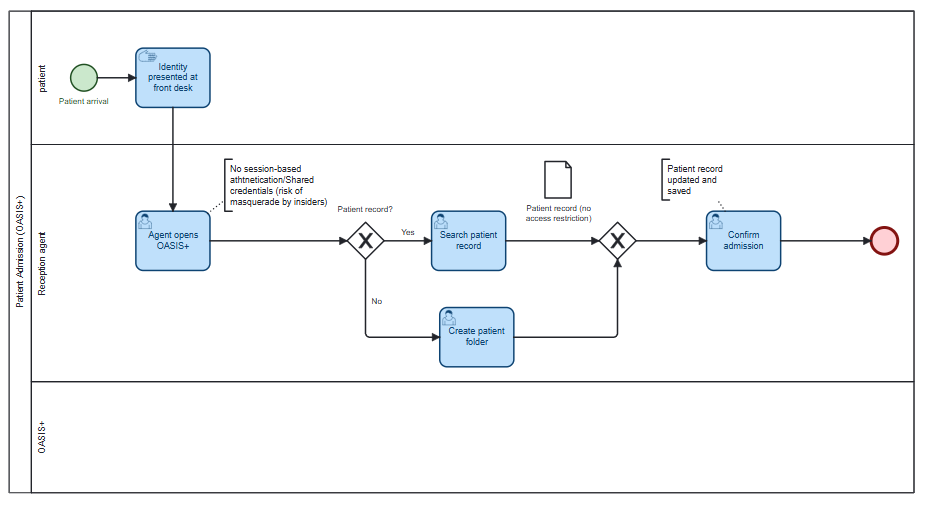 Patient Admission (OASIS+)
patient
Patient arrival
Identity
presented at
front desk
Reception agent
No session-based
athtnetication/Shared
credentials (risk of
masquerade by insiders)
Agent opens
OASIS+
Patient record?
Yes
No
Search patient
record
Create patient
folder
Patient record (no
access restriction)
Patient record
updated and
saved
Confirm
admission
OASIS+